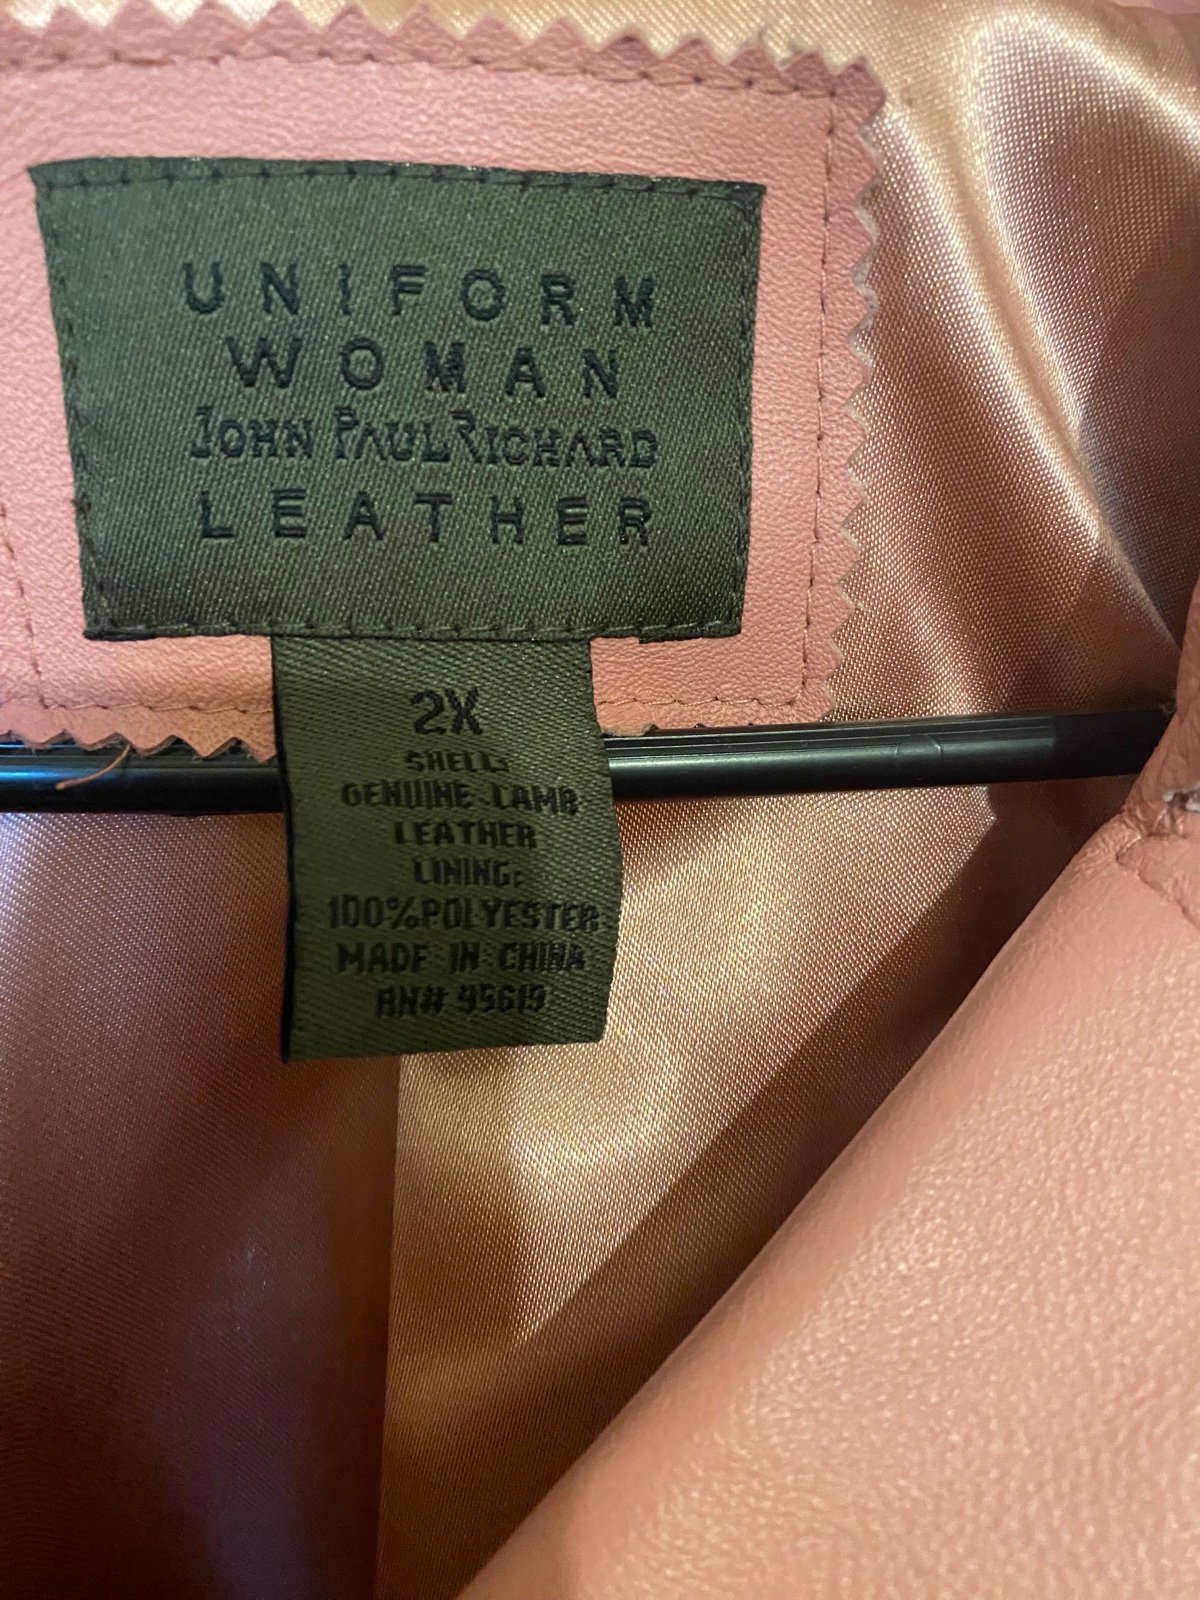 UNIFORM
WOMAN
JOHN PAUL RICHARD
LEATHER
2X
SHELL:
GENUINE LAMB
LEATHER
LINING:
100%POLYESTER
MADE IN CHINA
RN# 95619